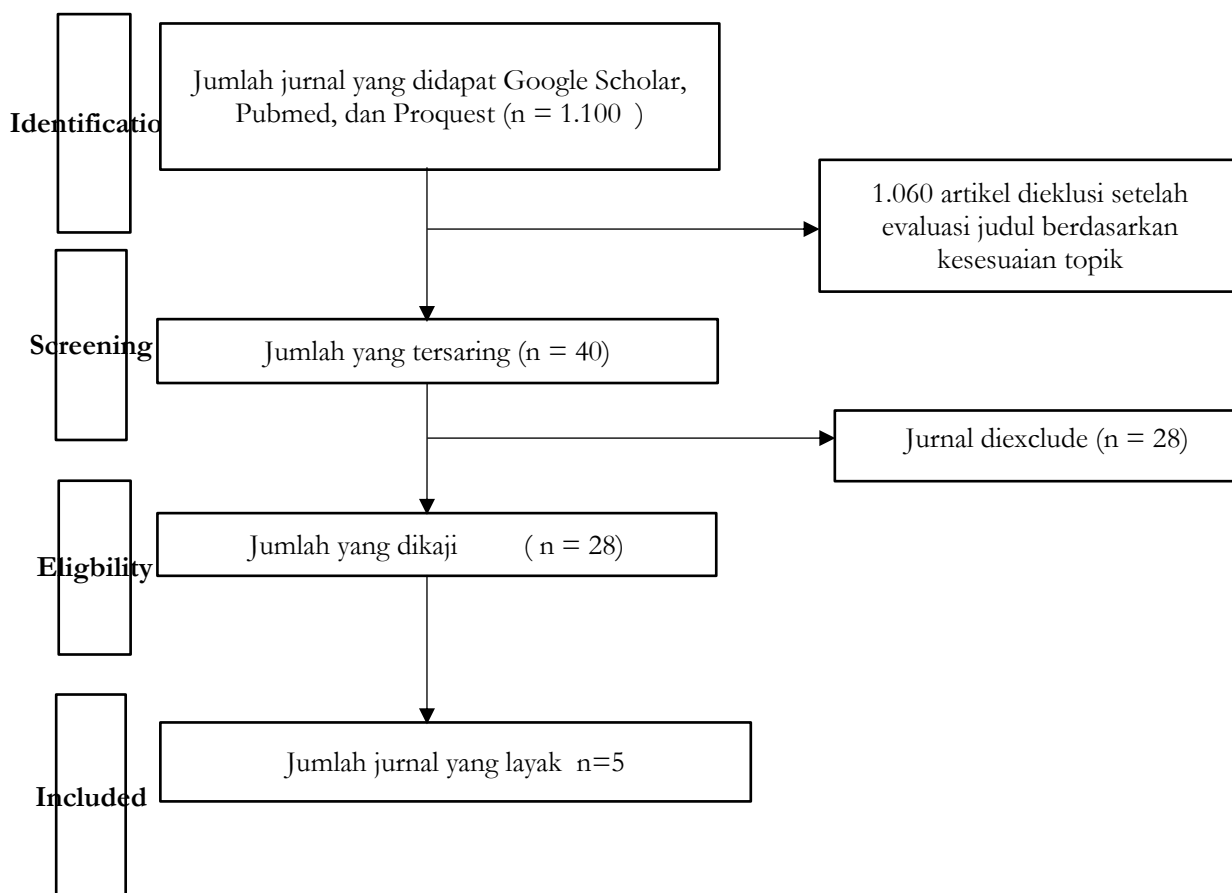 Jumlah jurnal yang didapat Google Scholar,
Pubmed, dan Proquest (n = 1.100  )
Identificatio
1.060 artikel dieklusi setelah
evaluasi judul berdasarkan
kesesuaian topik
Screening
Jumlah yang tersaring (n = 40)
Jurnal diexclude (n = 28)
Jumlah yang dikaji        ( n = 28)
Eligbility
Jumlah jurnal yang layak  n=5
Included